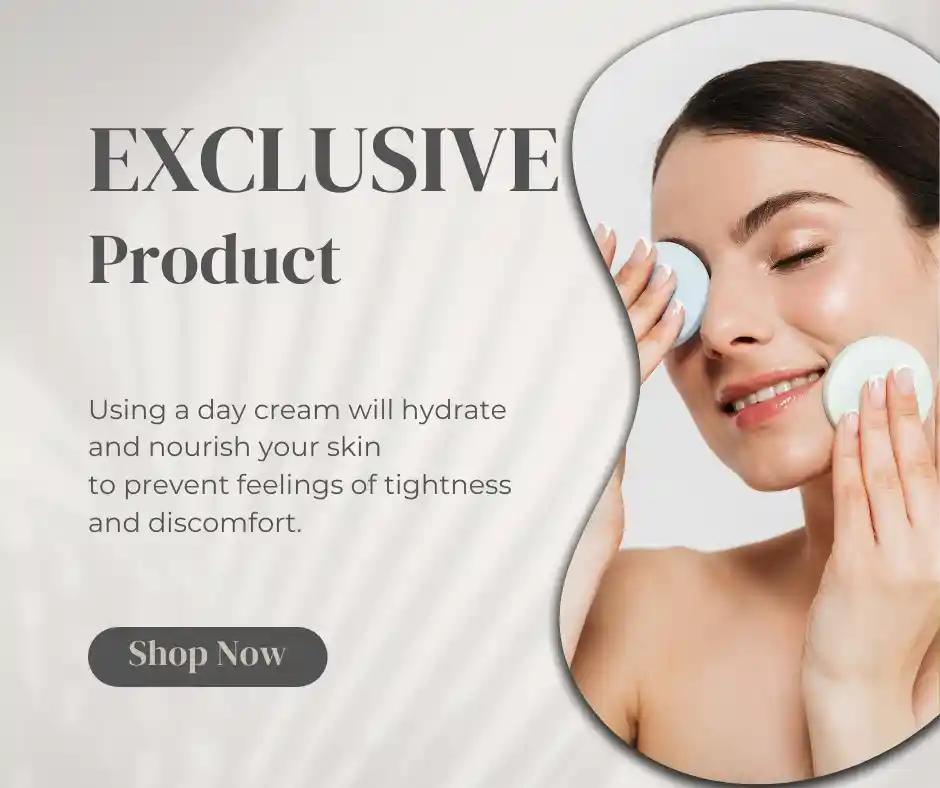 EXCLUSIVE
Product
Using a day cream will hydrate
and nourish your skin
to prevent feelings of tightness
and discomfort.
Shop Now